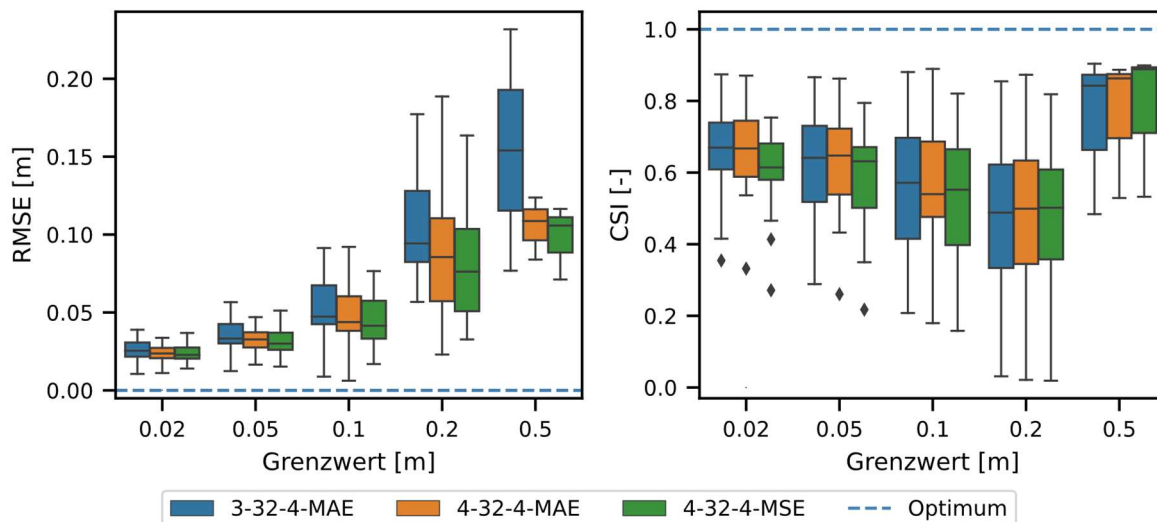 0.20
0.15
0.10
0.05
0.00
RMSE [m]
0.02 0.05 0.1 0.2 0.5
Grenzwert [m]
1.0
0.8
0.6
0.4
0.2
0.0
CSI [-]
0.02 0.05 0.1 0.2 0.5
Grenzwert [m]
3-32-4-MAE 4-32-4-MAE 4-32-4-MSE Optimum